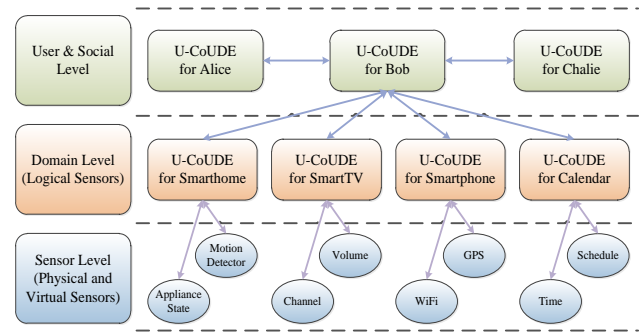 User & Social
Level
U-CoUDE
for Alice
U-CoUDE
for Bob
U-CoUDE
for Chalie
Domain Level
(Logical Sensors)
U-CoUDE
for Smarthome
U-CoUDE
for SmartTV
U-CoUDE
for Smartphone
U-CoUDE
for Calendar
Sensor Level
(Physical and
Virtual Sensors)
Motion
Detector
Appliance
State
Volume
Channel
GPS
WiFi
Schedule
Time